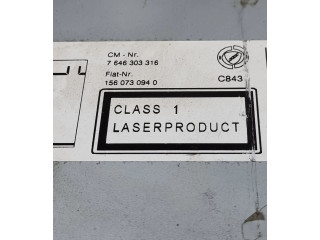 CM - Nr.
7 646 303 316
Fiat-Nr.
156 073 094 0
C843
CLASS 1
LASERPRODUCT